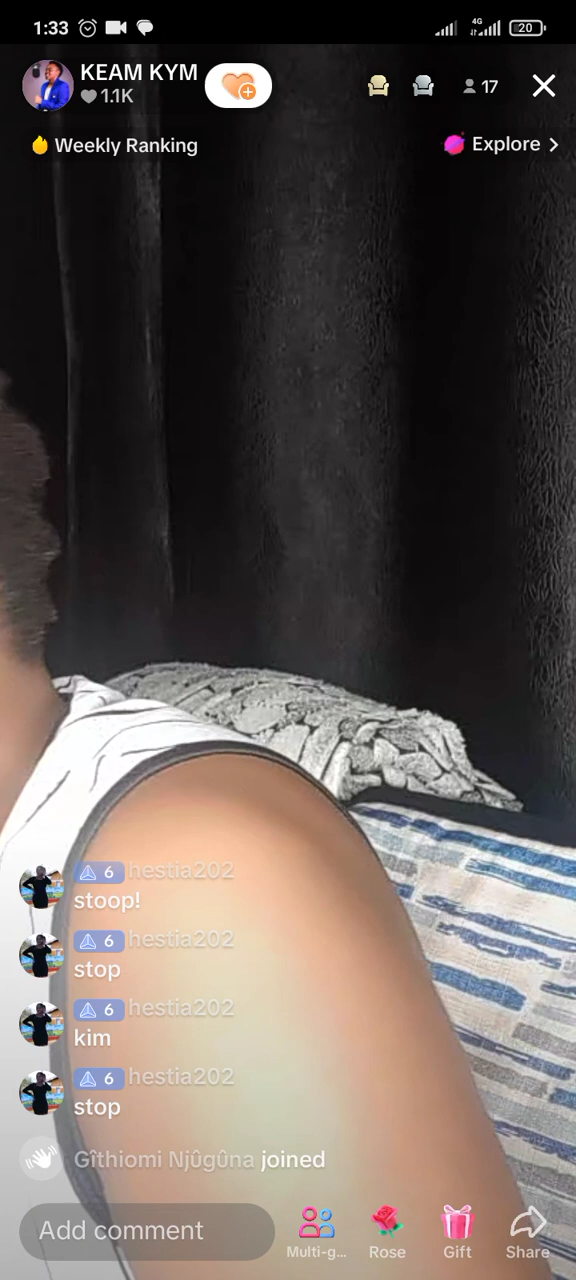 1:33
4G
20
KEAM KYM
1.1K
17
Weekly Ranking
Explore
6 hestia202
stoop!
6 hestia202
stop
6 hestia202
kim
6 hestia202
stop
Gĩthiomi Njũgũna joined
Add comment
Multi-g...
Rose
Gift
Share